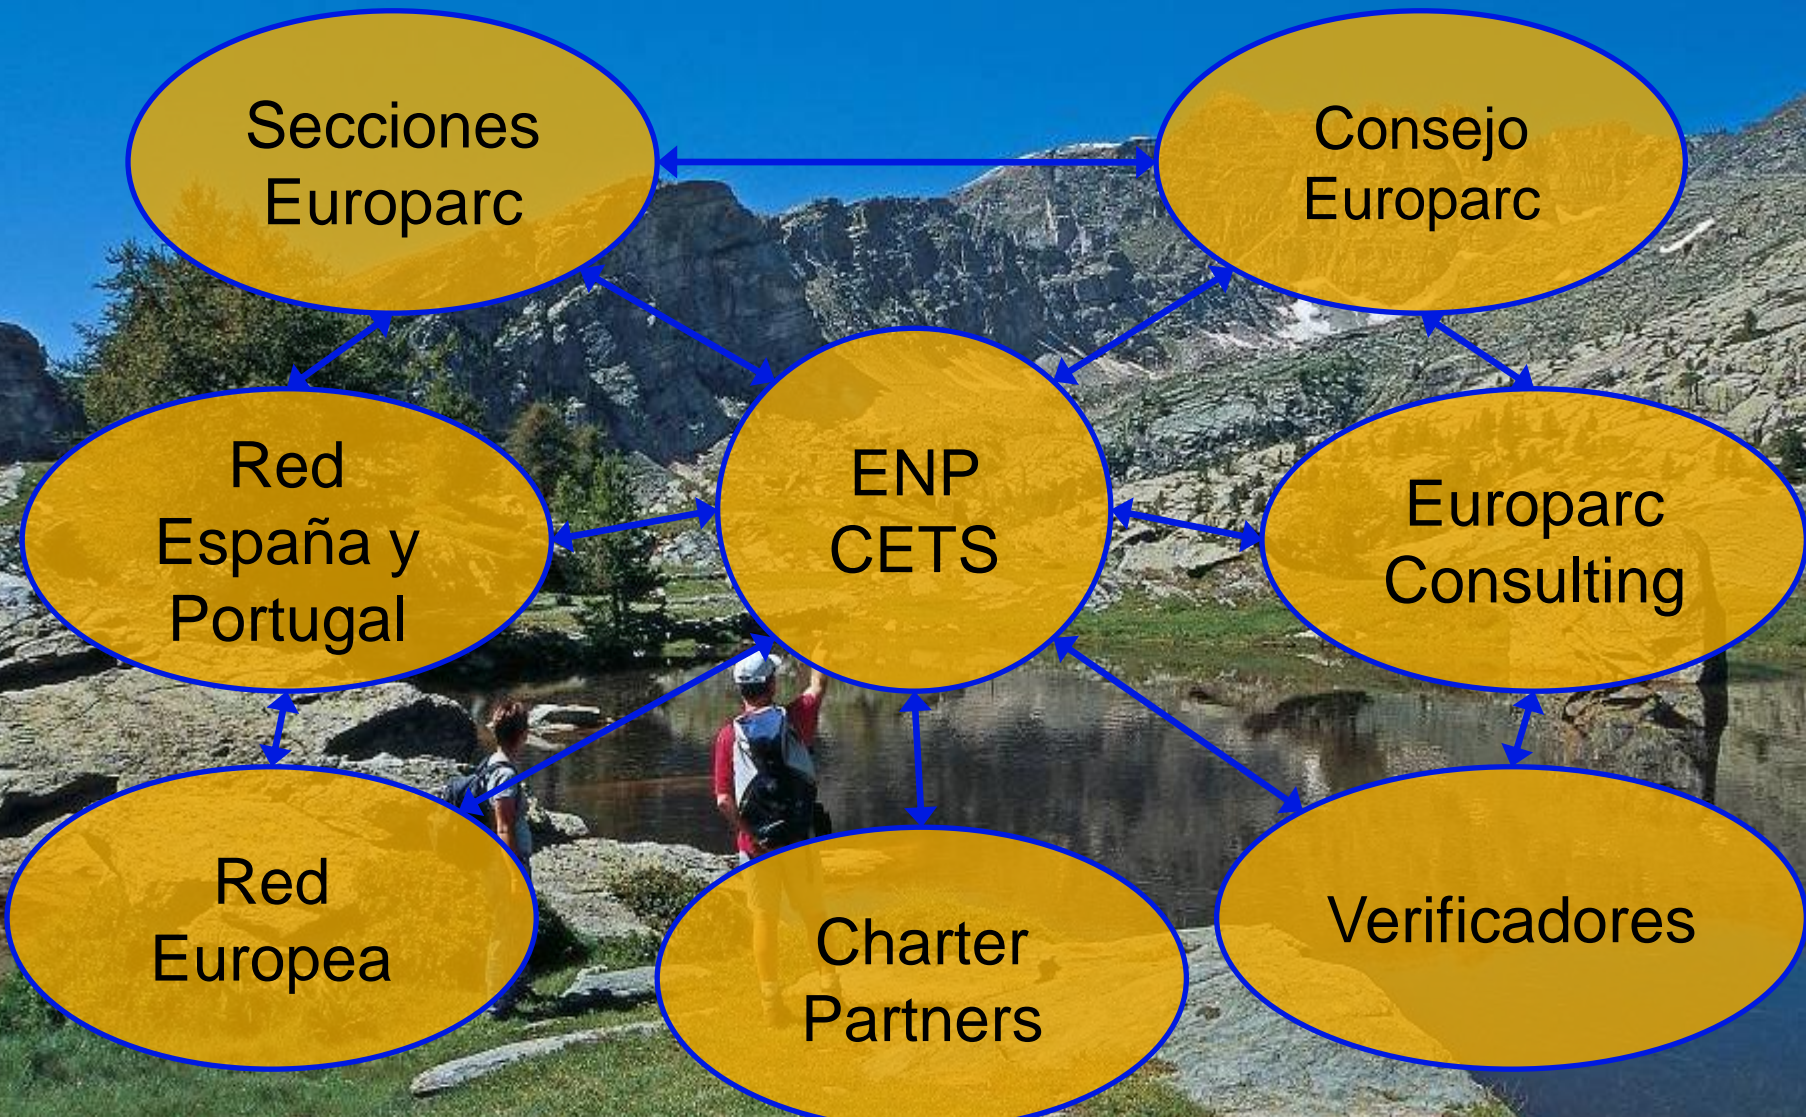 Secciones
Europarc
Consejo
Europarc
Red
España y
Portugal
ENP
CETS
Europarc
Consulting
Red
Europea
Charter
Partners
Verificadores